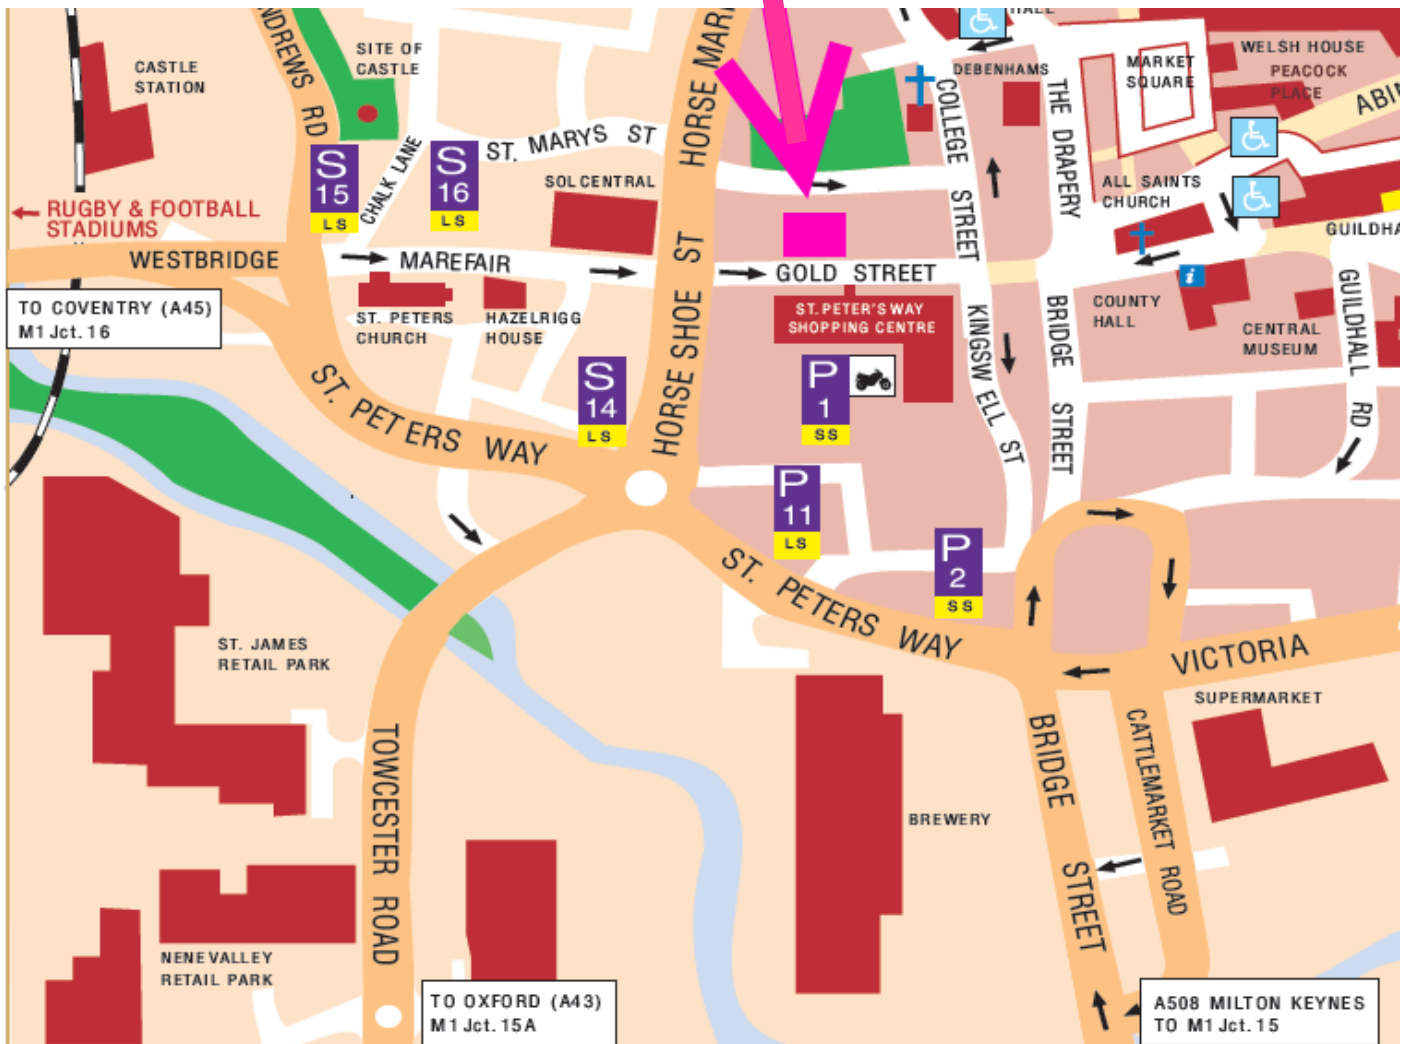 HALL
NDREWS RD
SITE OF
CASTLE
CASTLE
STATION
HORSE MAR
DEBENHAMS
MARKET
SQUARE
WELSH HOUSE
PEACOCK
PLACE
ABI
THE DRAPERY
COLLEGE STREET
ST. MARYS ST
CHALK LANE
S
15
LS
S
16
LS
SOL CENTRAL
ALL SAINTS
CHURCH
RUGBY & FOOTBALL
STADIUMS
GUILDHA
WESTBRIDGE
MAREFAIR
GOLD STREET
i
TO COVENTRY (A45)
M1 Jct. 16
ST. PETERS
CHURCH
HAZELRIGG
HOUSE
HORSE SHOE ST
ST. PETER'S WAY
SHOPPING CENTRE
KINGSWELL ST
BRIDGE STREET
COUNTY
HALL
CENTRAL
MUSEUM
GUILDHALL RD
S
14
LS
P
1
SS
ST. PETERS WAY
P
11
LS
P
2
SS
ST. PETERS WAY
VICTORIA
ST. JAMES
RETAIL PARK
SUPERMARKET
TOWCESTER ROAD
BRIDGE STREET
CATTLEMARKET ROAD
BREWERY
NENE VALLEY
RETAIL PARK
TO OXFORD (A43)
M1 Jct. 15A
A508 MILTON KEYNES
TO M1 Jct. 15